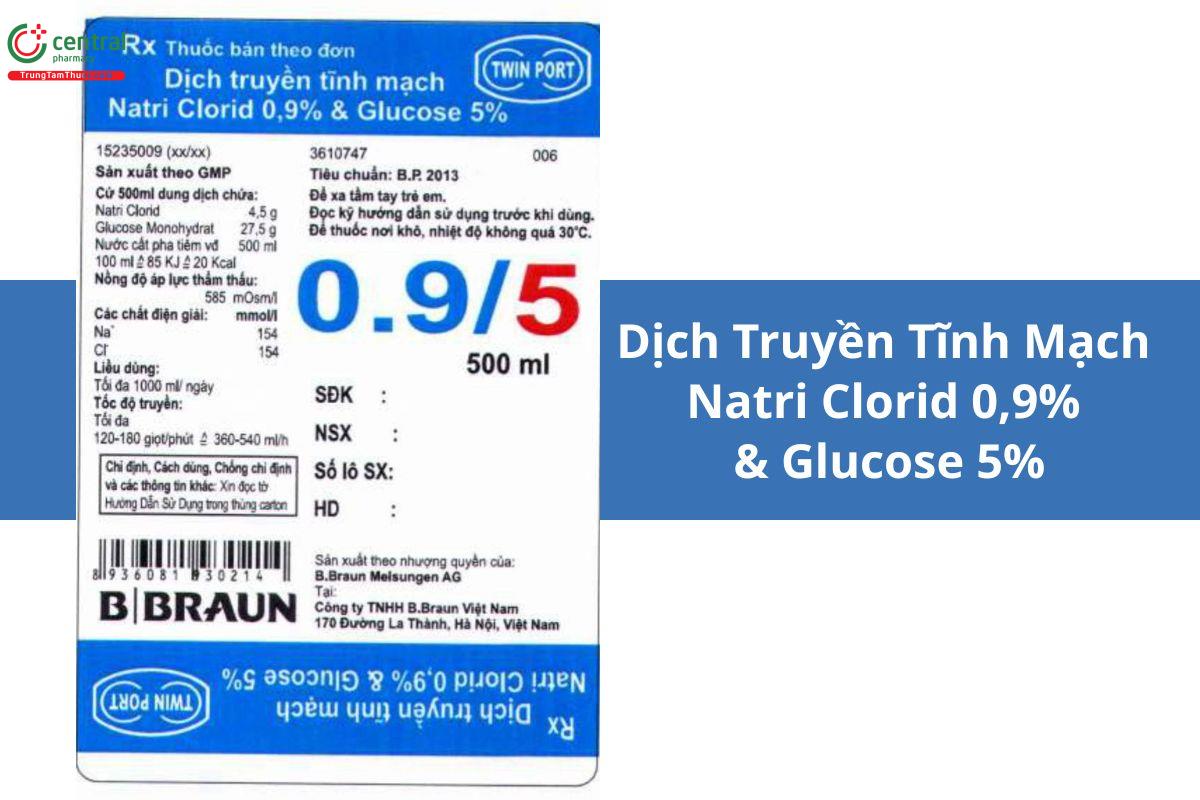 central
pharmacy
Rx Thuốc bán theo đơn
Dịch truyền tĩnh mạch
Natri Clorid 0,9% & Glucose 5%
TWIN PORT
15235009 (xx/xx)
3610747
006
Sản xuất theo GMP
Tiêu chuẩn: B.P. 2013
Cứ 500ml dung dịch chứa:
Natri Clorid 4,5 g
Glucose Monohydrat 27,5 g
Nước cất pha tiêm vđ 500 ml
100 ml ≙ 85 KJ ≙ 20 Kcal
Nồng độ áp lực thẩm thấu:
585 mOsm/l
Các chất điện giải: mmol/l
Na⁺ 154
Cl⁻ 154
Liều dùng:
Tối đa 1000 ml/ ngày
Tốc độ truyền:
Tối đa
120-180 giọt/phút ≙ 360-540 ml/h
Chỉ định, Cách dùng, Chống chỉ định
và các thông tin khác: Xin đọc tờ
Hướng Dẫn Sử Dụng trong thùng carton
Để xa tầm tay trẻ em.
Đọc kỹ hướng dẫn sử dụng trước khi dùng.
Để thuốc nơi khô, nhiệt độ không quá 30°C.
0.9/5
500 ml
SĐK :
NSX :
Số lô SX:
HD :
8 936081 930214
B|BRAUN
Sản xuất theo nhượng quyền của:
B.Braun Melsungen AG
Tại:
Công ty TNHH B.Braun Việt Nam
170 Đường La Thành, Hà Nội, Việt Nam
Rx Dịch truyền tĩnh mạch
Natri Clorid 0,9% & Glucose 5%
TWIN PORT
Dịch Truyền Tĩnh Mạch
Natri Clorid 0,9%
& Glucose 5%